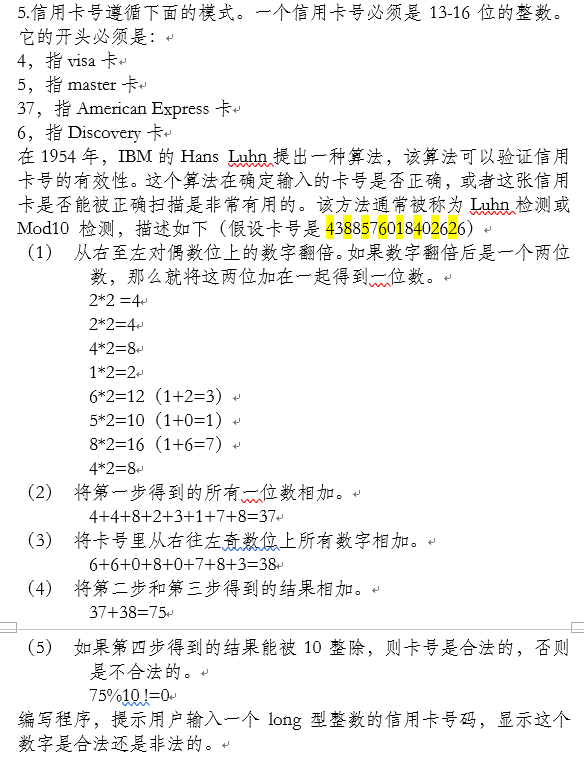 5.信用卡号遵循下面的模式。一个信用卡号必须是 13-16 位的整数。
它的开头必须是：
4，指 visa 卡
5，指 master 卡
37，指 American Express 卡
6，指 Discovery 卡
在 1954 年，IBM 的 Hans Luhn 提出一种算法，该算法可以验证信用
卡号的有效性。这个算法在确定输入的卡号是否正确，或者这张信用
卡是否能被正确扫描是非常有用的。该方法通常被称为 Luhn 检测或
Mod10 检测，描述如下（假设卡号是 4388576018402626）
（1） 从右至左对偶数位上的数字翻倍。如果数字翻倍后是一个两位
数，那么就将这两位加在一起得到一位数。
2*2 =4
2*2=4
4*2=8
1*2=2
6*2=12（1+2=3）
5*2=10（1+0=1）
8*2=16（1+6=7）
4*2=8
（2） 将第一步得到的所有一位数相加。
4+4+8+2+3+1+7+8=37
（3） 将卡号里从右往左奇数位上所有数字相加。
6+6+0+8+0+7+8+3=38
（4） 将第二步和第三步得到的结果相加。
37+38=75
（5） 如果第四步得到的结果能被 10 整除，则卡号是合法的，否则
是不合法的。
75%10 !=0
编写程序，提示用户输入一个 long 型整数的信用卡号码，显示这个
数字是合法还是非法的。